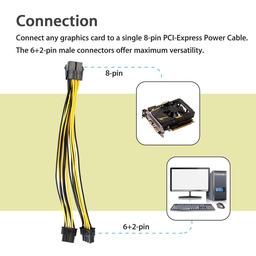 Connection
Connect any graphics card to a single 8-pin PCI-Express Power Cable.
The 6+2-pin male connectors offer maximum versatility.
8-pin
6+2-pin